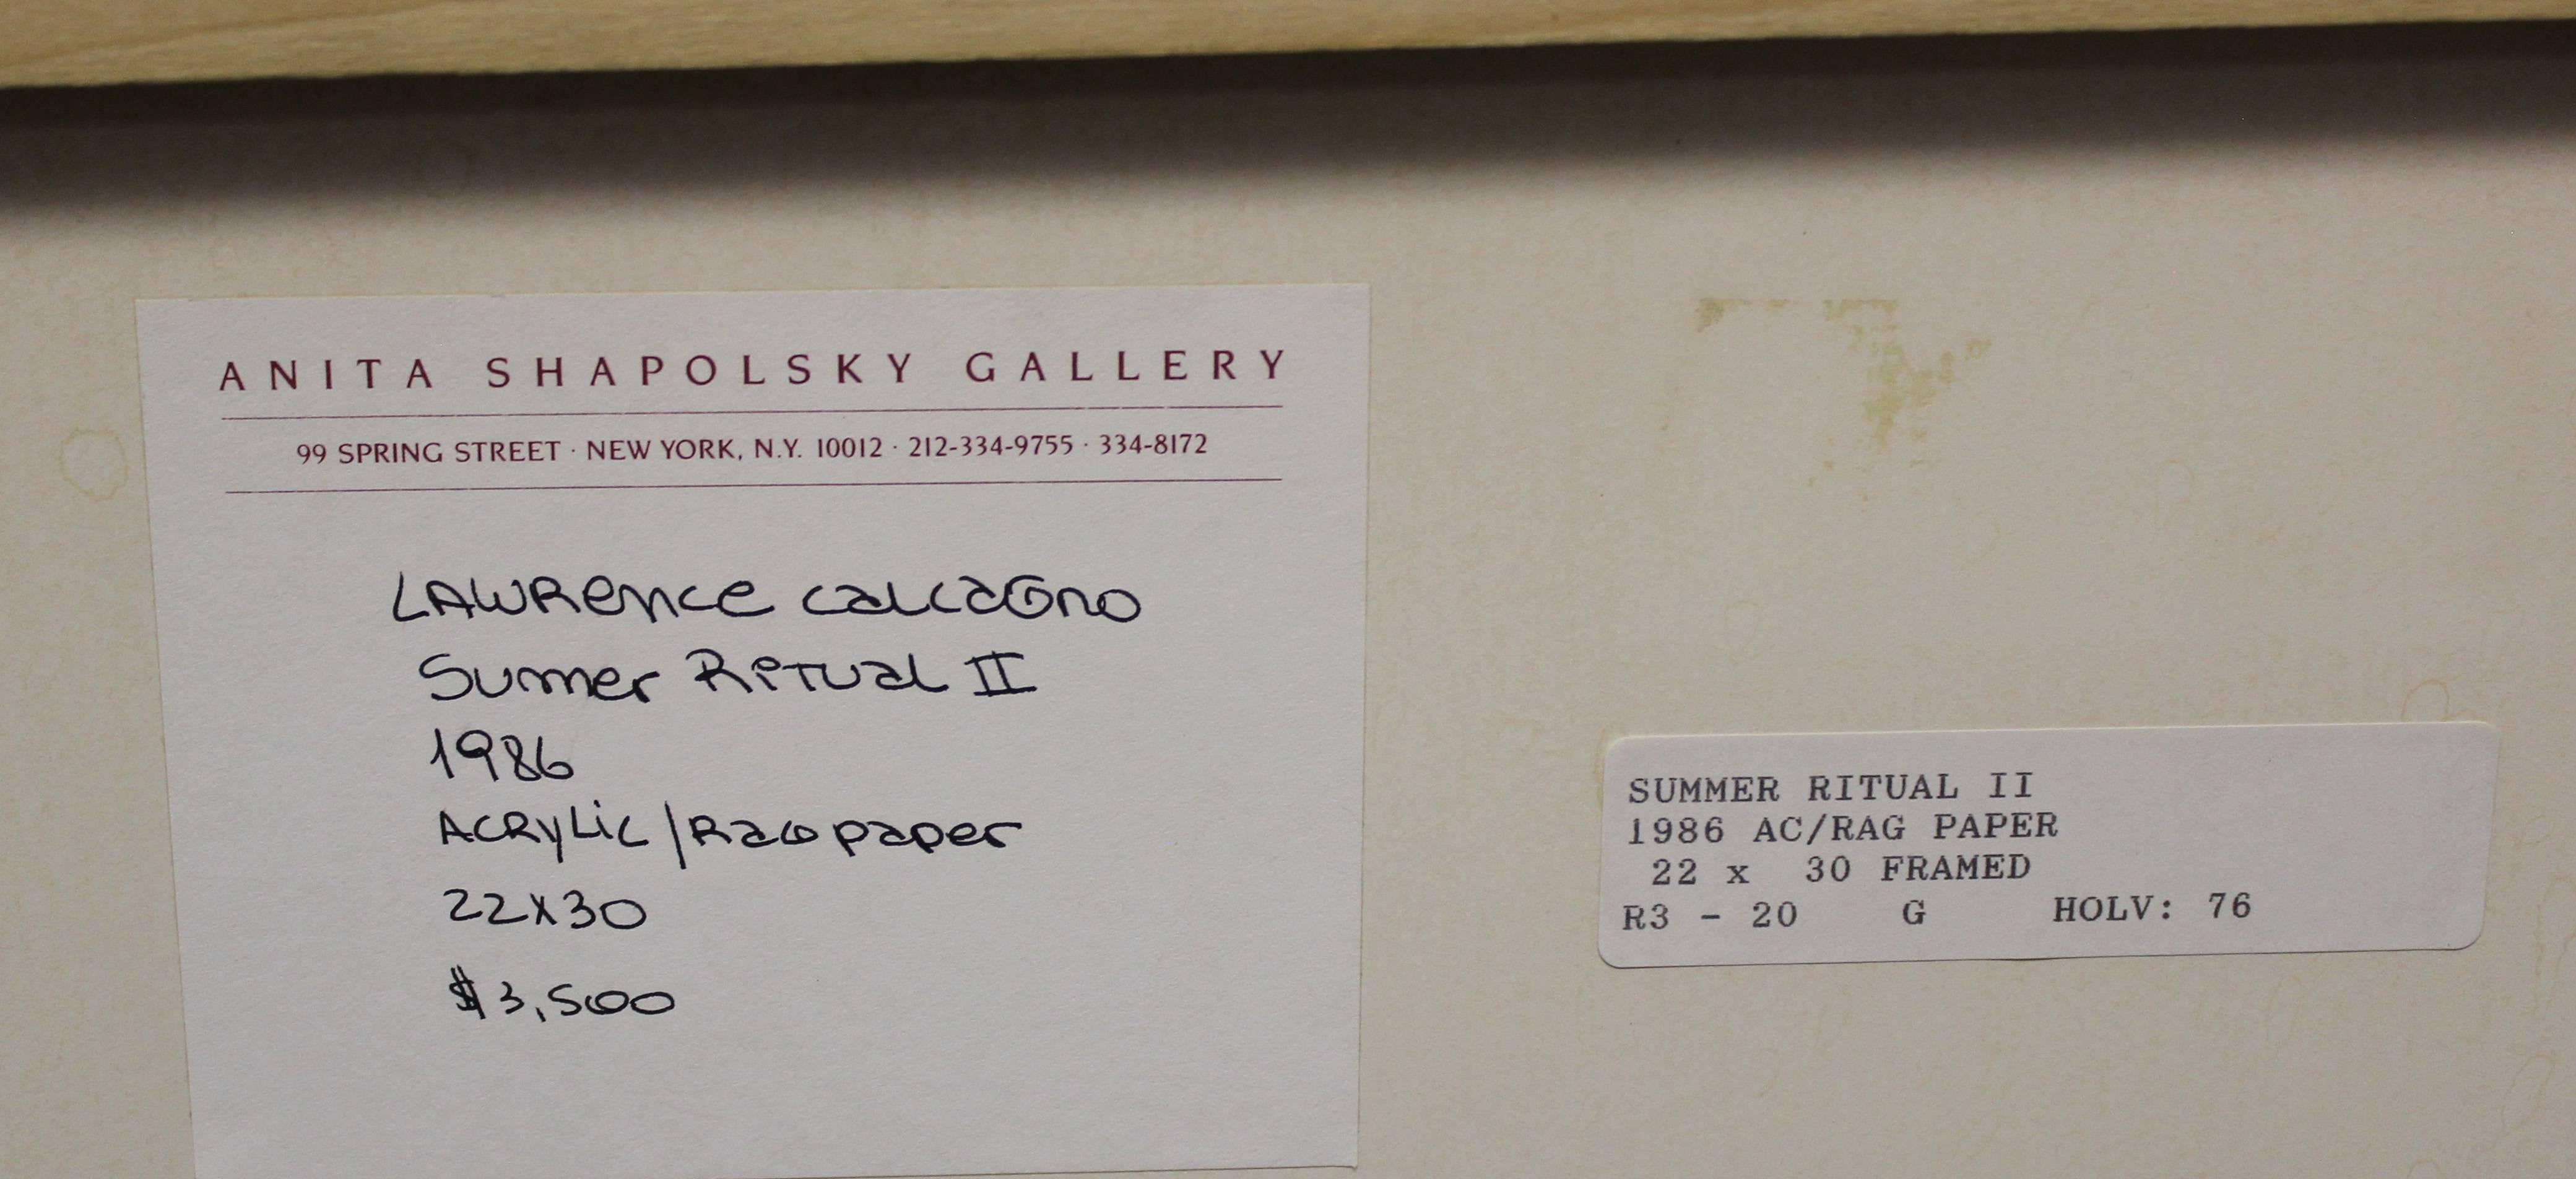 ANITA SHAPOLSKY GALLERY
99 SPRING STREET · NEW YORK, N.Y. 10012 · 212-334-9755 · 334-8172
LAWRence calcaGno
Summer RiTual II
1986
ACRyLic / RaG paper
22x30
$3,500
SUMMER RITUAL II
1986 AC/RAG PAPER
22 x 30 FRAMED
R3 - 20 G HOLV: 76